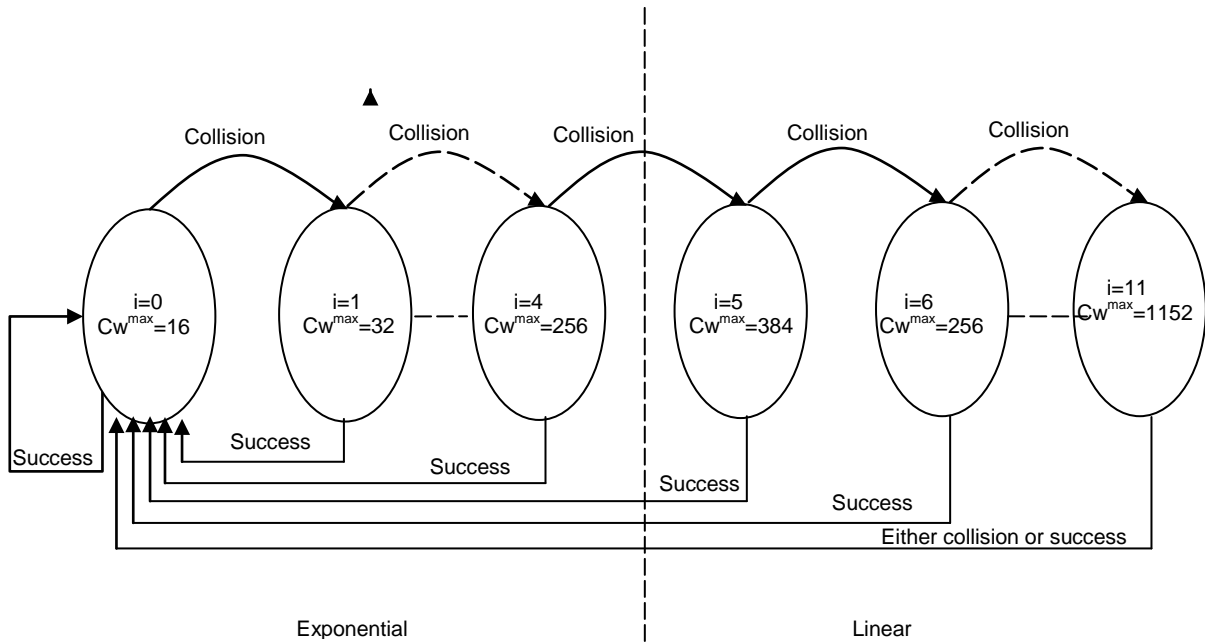 Collision
Collision
Collision
Collision
Collision
i=0
Cw^max=16
i=1
Cw^max=32
i=4
Cw^max=256
i=5
Cw^max=384
i=6
Cw^max=256
i=11
Cw^max=1152
Success
Success
Success
Success
Success
Either collision or success
Exponential
Linear